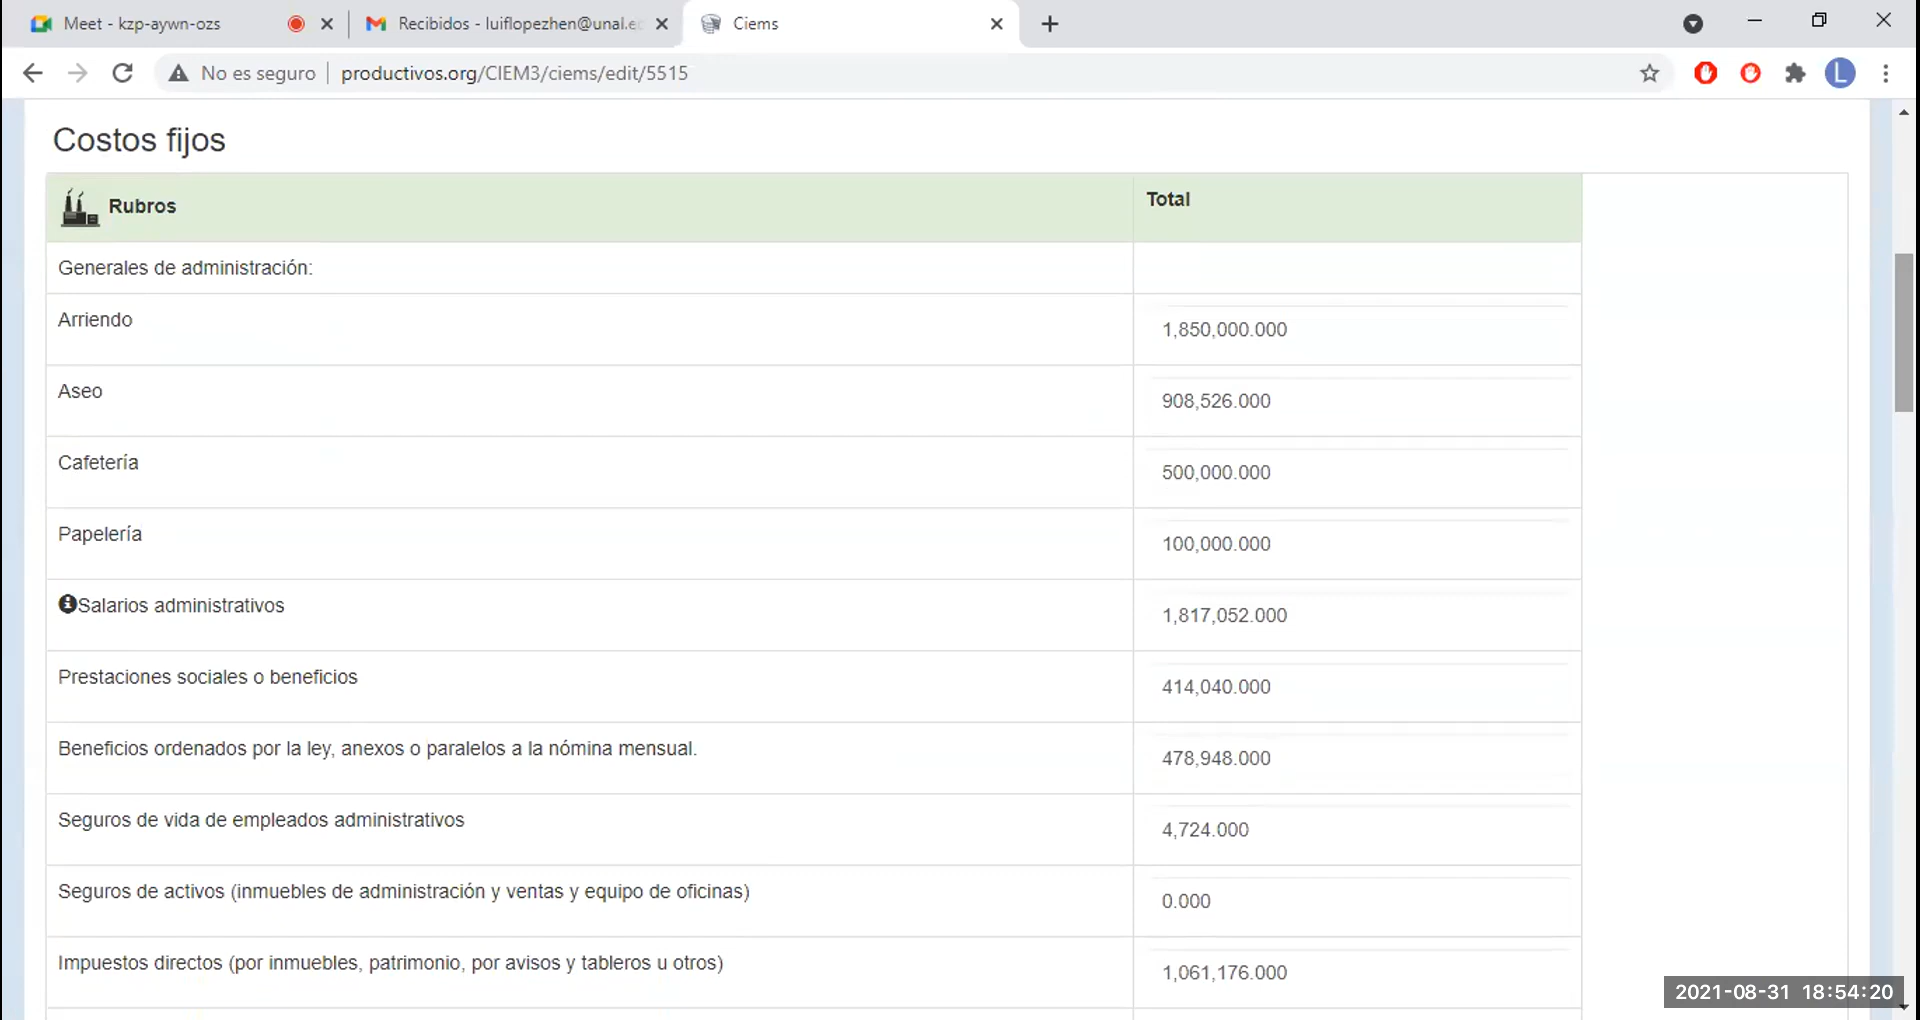 Meet - kzp-aywn-ozs
Recibidos - luiflopezhen@unal.e
Ciems
No es seguro
productivos.org/CIEM3/ciems/edit/5515
L
Costos fijos
Rubros
Total
Generales de administración:
Arriendo
1,850,000.000
Aseo
908,526.000
Cafetería
500,000.000
Papelería
100,000.000
Salarios administrativos
1,817,052.000
Prestaciones sociales o beneficios
414,040.000
Beneficios ordenados por la ley, anexos o paralelos a la nómina mensual.
478,948.000
Seguros de vida de empleados administrativos
4,724.000
Seguros de activos (inmuebles de administración y ventas y equipo de oficinas)
0.000
Impuestos directos (por inmuebles, patrimonio, por avisos y tableros u otros)
1,061,176.000
2021-08-31 18:54:20